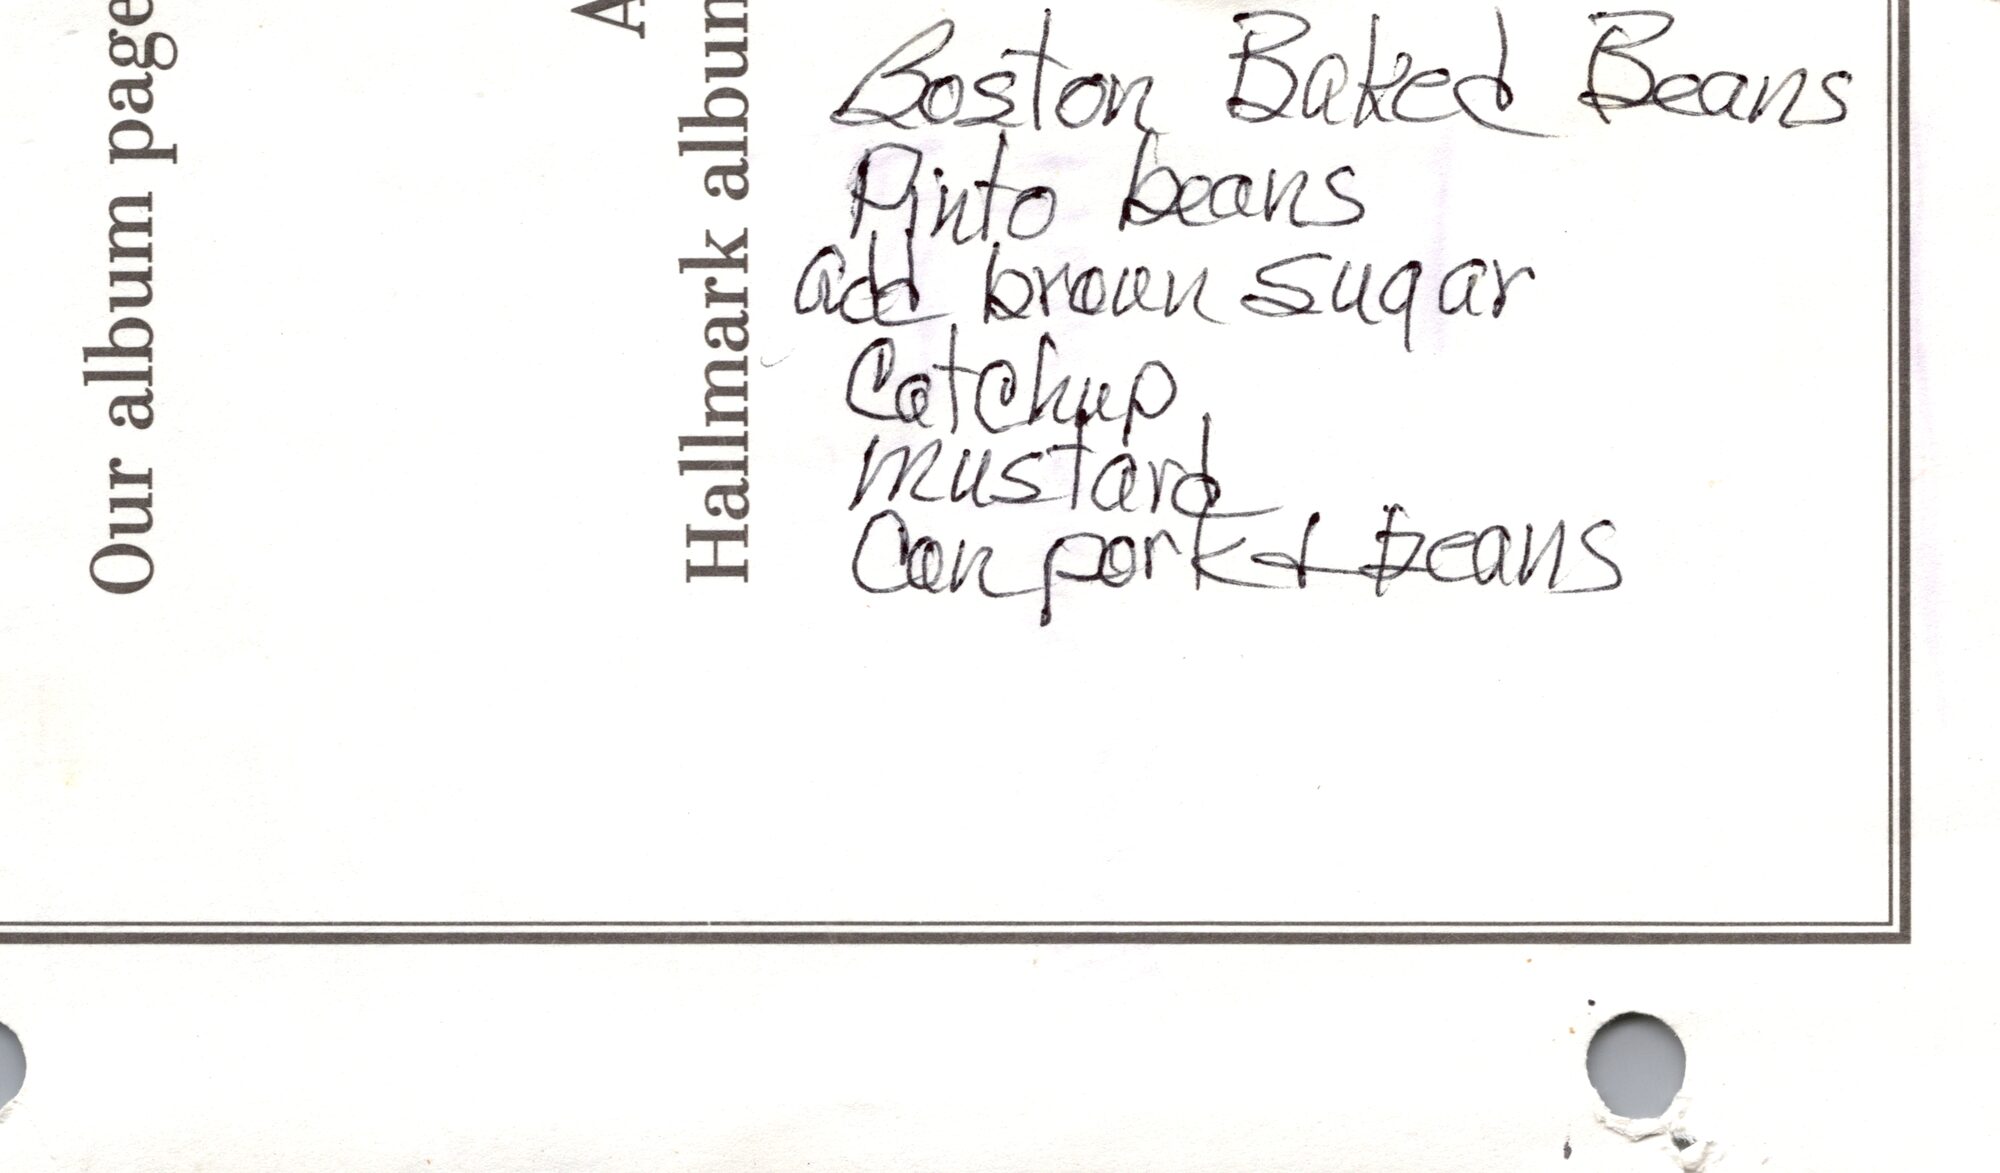 Boston Baked Beans
Pinto beans
add brown sugar
Catchup
mustard
Can pork & beans
Our album page
A
Hallmark album